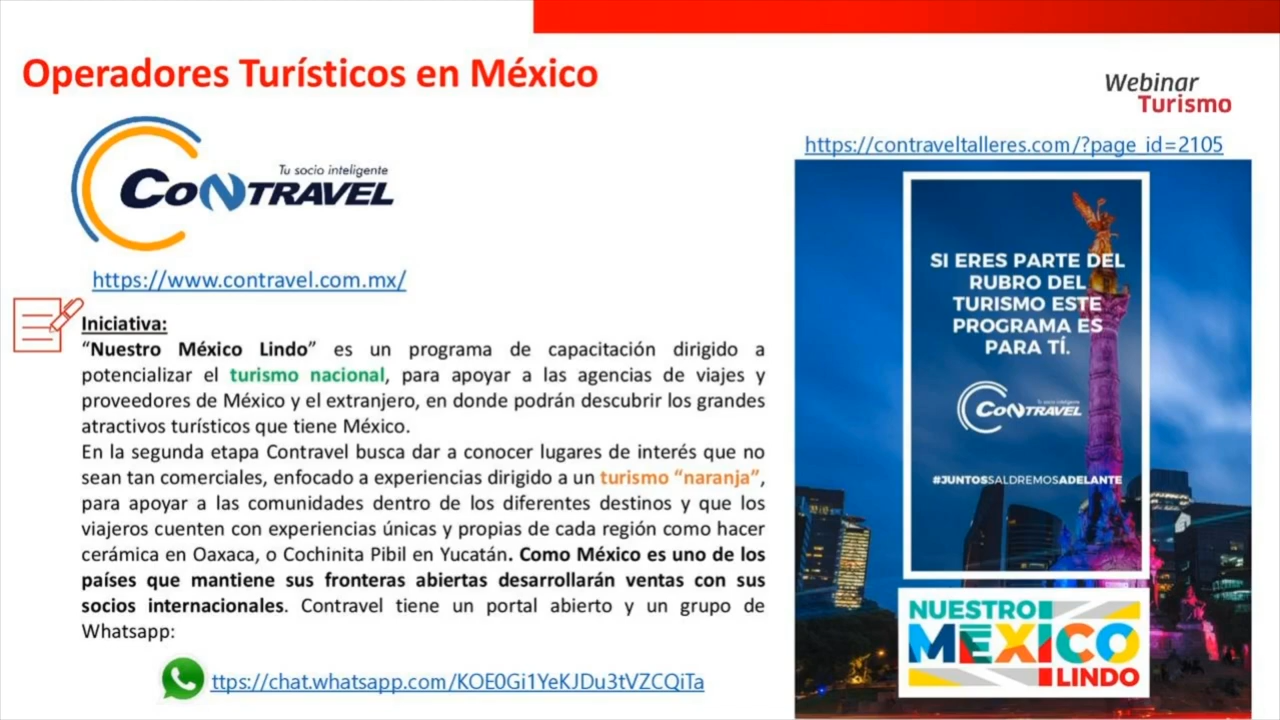 Operadores Turísticos en México
Webinar
Turismo
Tu socio inteligente
CONTRAVEL
https://www.contravel.com.mx/
Iniciativa:
“Nuestro México Lindo” es un programa de capacitación dirigido a
potencializar el turismo nacional, para apoyar a las agencias de viajes y
proveedores de México y el extranjero, en donde podrán descubrir los grandes
atractivos turísticos que tiene México.
En la segunda etapa Contravel busca dar a conocer lugares de interés que no
sean tan comerciales, enfocado a experiencias dirigido a un turismo “naranja”,
para apoyar a las comunidades dentro de los diferentes destinos y que los
viajeros cuenten con experiencias únicas y propias de cada región como hacer
cerámica en Oaxaca, o Cochinita Pibil en Yucatán. Como México es uno de los
países que mantiene sus fronteras abiertas desarrollarán ventas con sus
socios internacionales. Contravel tiene un portal abierto y un grupo de
Whatsapp:
ttps://chat.whatsapp.com/KOE0Gi1YeKJDu3tVZCQiTa
https://contraveltalleres.com/?page_id=2105
SI ERES PARTE DEL
RUBRO DEL
TURISMO ESTE
PROGRAMA ES
PARA TÍ.
Tu socio inteligente
CONTRAVEL
#JUNTOSSALDREMOSADELANTE
NUESTRO
MÉXICO
LINDO